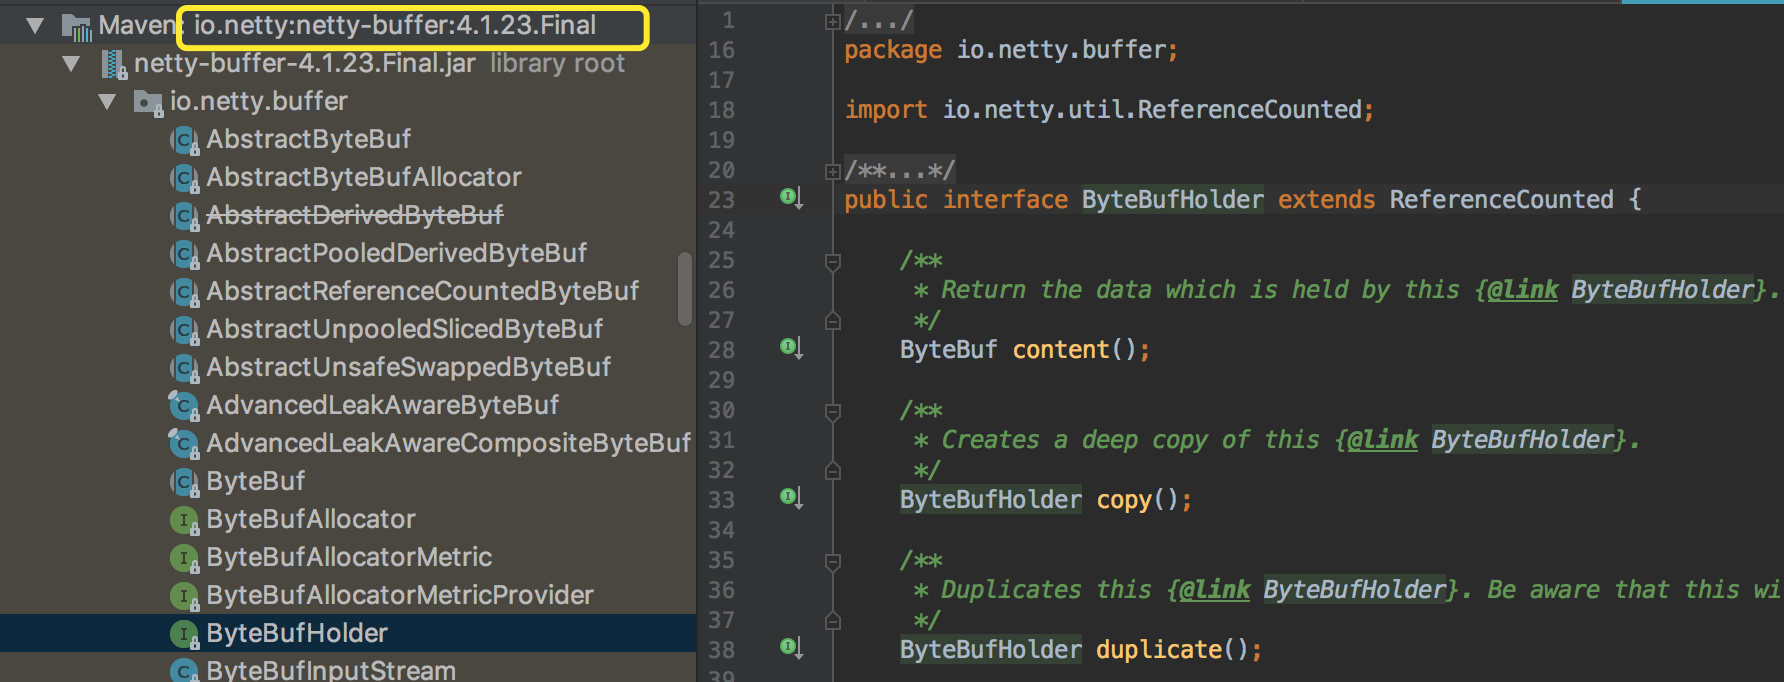 Maven: io.netty:netty-buffer:4.1.23.Final
netty-buffer-4.1.23.Final.jar library root
io.netty.buffer
AbstractByteBuf
AbstractByteBufAllocator
AbstractDerivedByteBuf
AbstractPooledDerivedByteBuf
AbstractReferenceCountedByteBuf
AbstractUnpooledSlicedByteBuf
AbstractUnsafeSwappedByteBuf
AdvancedLeakAwareByteBuf
AdvancedLeakAwareCompositeByteBuf
ByteBuf
ByteBufAllocator
ByteBufAllocatorMetric
ByteBufAllocatorMetricProvider
ByteBufHolder
ByteBufInputStream
1 /.../
16 package io.netty.buffer;
17
18 import io.netty.util.ReferenceCounted;
19
20 /**...*/
23 public interface ByteBufHolder extends ReferenceCounted {
24
25 /**
26 * Return the data which is held by this {@link ByteBufHolder}.
27 */
28 ByteBuf content();
29
30 /**
31 * Creates a deep copy of this {@link ByteBufHolder}.
32 */
33 ByteBufHolder copy();
34
35 /**
36 * Duplicates this {@link ByteBufHolder}. Be aware that this wi
37 */
38 ByteBufHolder duplicate();
39